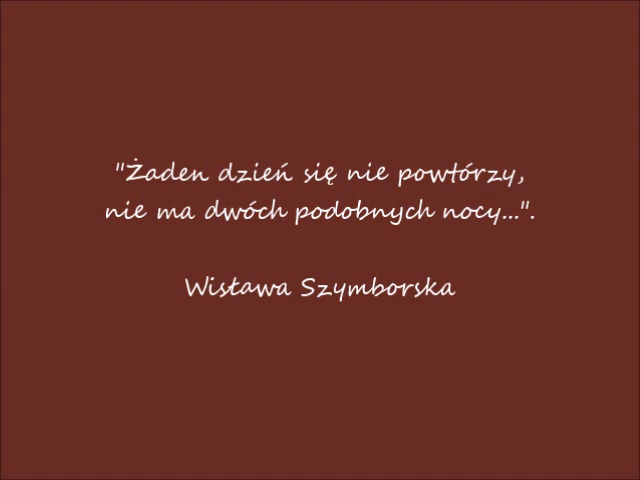 "Żaden dzień się nie powtórzy,
nie ma dwóch podobnych nocy...".
Wisława Szymborska